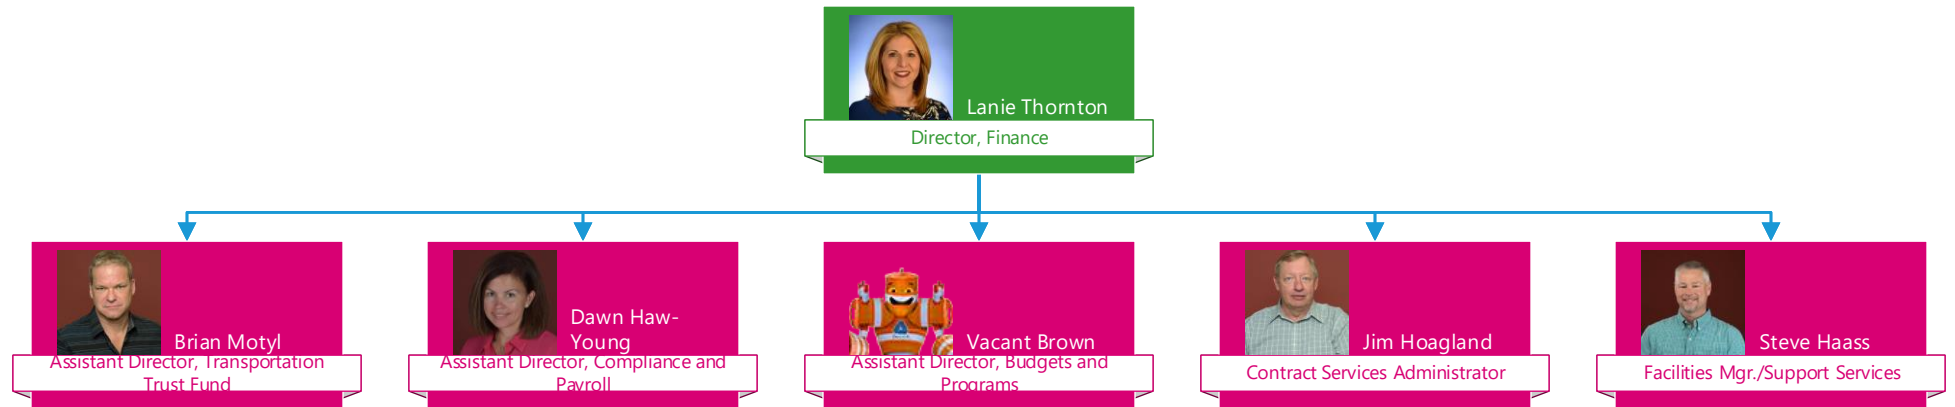 Lanie Thornton
Director, Finance
Brian Motyl
Assistant Director, Transportation
Trust Fund
Dawn Haw-
Young
Assistant Director, Compliance and
Payroll
Vacant Brown
Assistant Director, Budgets and
Programs
Jim Hoagland
Contract Services Administrator
Steve Haass
Facilities Mgr./Support Services